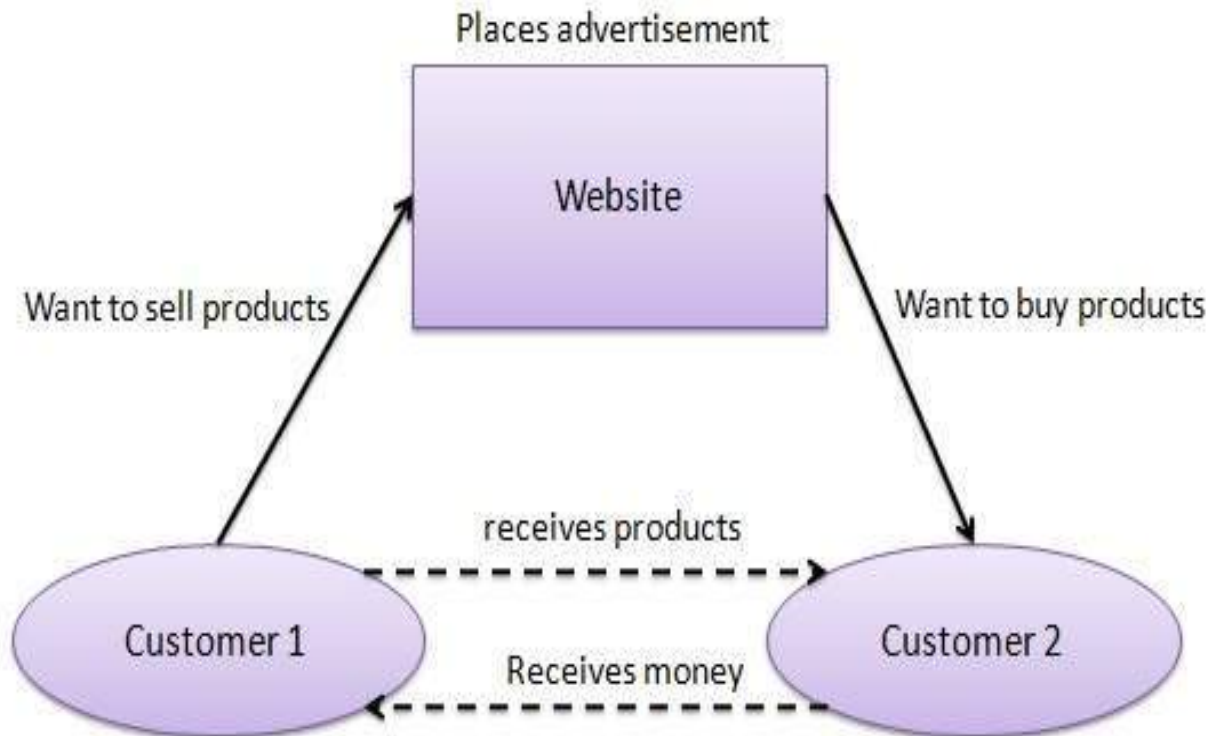 Places advertisement
Website
Want to sell products
Want to buy products
receives products
Customer 1
Customer 2
Receives money